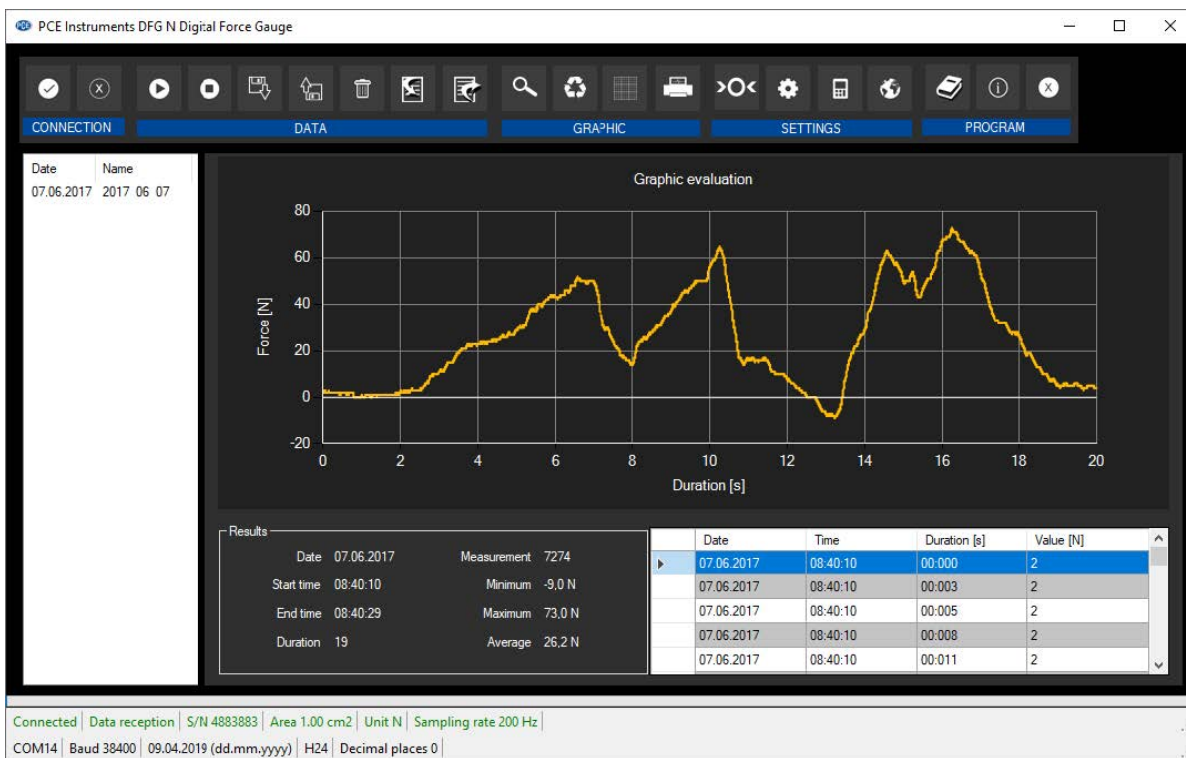 PCE Instruments DFG N Digital Force Gauge
CONNECTION DATA GRAPHIC SETTINGS PROGRAM
Date Name
07.06.2017 2017 06 07
Graphic evaluation
80
60
40
20
0
-20
Force [N]
0 2 4 6 8 10 12 14 16 18 20
Duration [s]
Results
Date 07.06.2017 Measurement 7274
Start time 08:40:10 Minimum -9,0 N
End time 08:40:29 Maximum 73,0 N
Duration 19 Average 26,2 N
Date Time Duration [s] Value [N]
07.06.2017 08:40:10 00:000 2
07.06.2017 08:40:10 00:003 2
07.06.2017 08:40:10 00:005 2
07.06.2017 08:40:10 00:008 2
07.06.2017 08:40:10 00:011 2
Connected Data reception S/N 4883883 Area 1.00 cm2 Unit N Sampling rate 200 Hz
COM14 Baud 38400 09.04.2019 (dd.mm.yyyy) H24 Decimal places 0